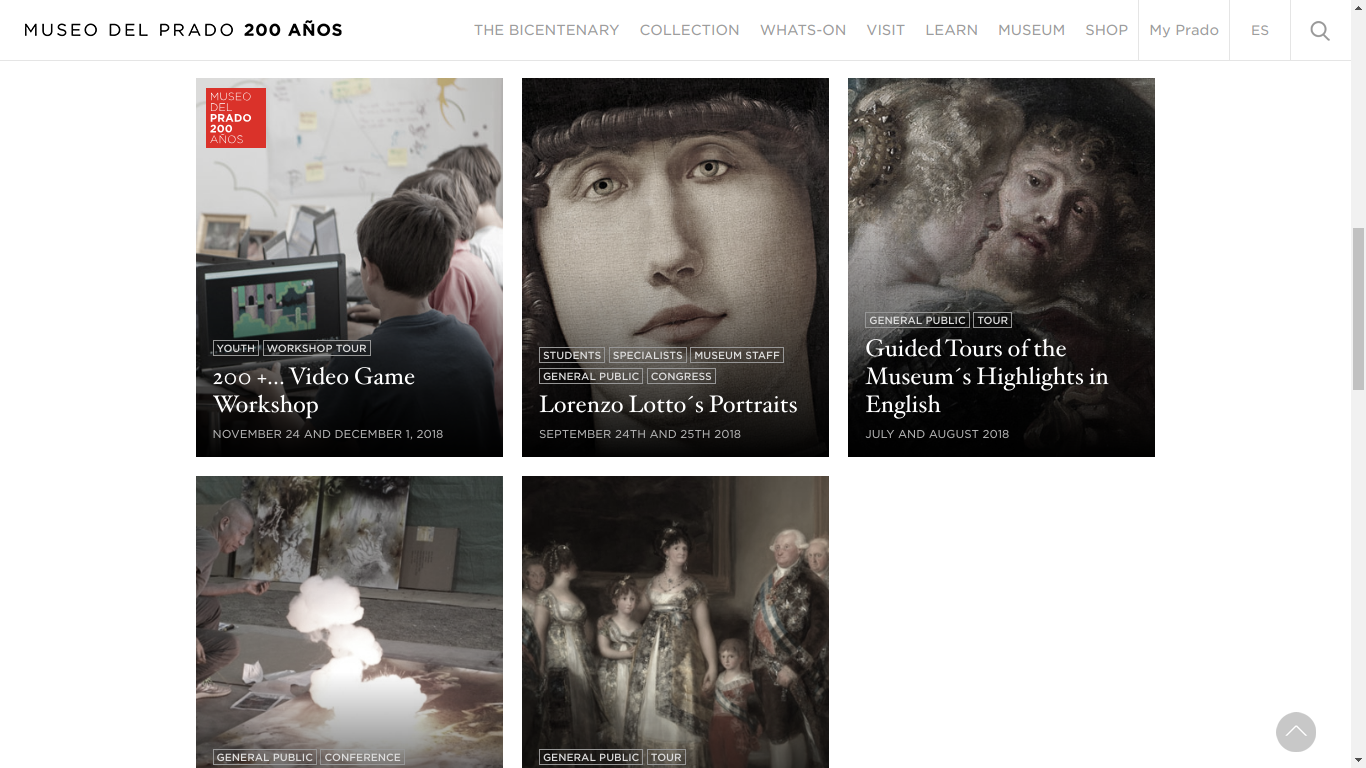 MUSEO DEL PRADO 200 AÑOS
THE BICENTENARY COLLECTION WHATS-ON VISIT LEARN MUSEUM SHOP My Prado ES
MUSEO
DEL
PRADO
200
AÑOS
YOUTH WORKSHOP TOUR
200 +... Video Game
Workshop
NOVEMBER 24 AND DECEMBER 1, 2018
STUDENTS SPECIALISTS MUSEUM STAFF
GENERAL PUBLIC CONGRESS
Lorenzo Lotto´s Portraits
SEPTEMBER 24TH AND 25TH 2018
GENERAL PUBLIC TOUR
Guided Tours of the
Museum´s Highlights in
English
JULY AND AUGUST 2018
GENERAL PUBLIC CONFERENCE
GENERAL PUBLIC TOUR